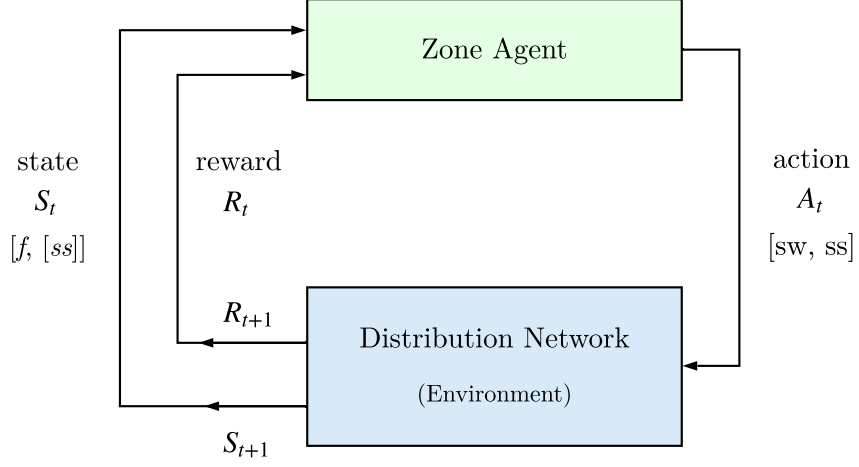 Zone Agent
state
S_t
[f, [ss]]
reward
R_t
action
A_t
[sw, ss]
R_{t+1}
Distribution Network
(Environment)
S_{t+1}